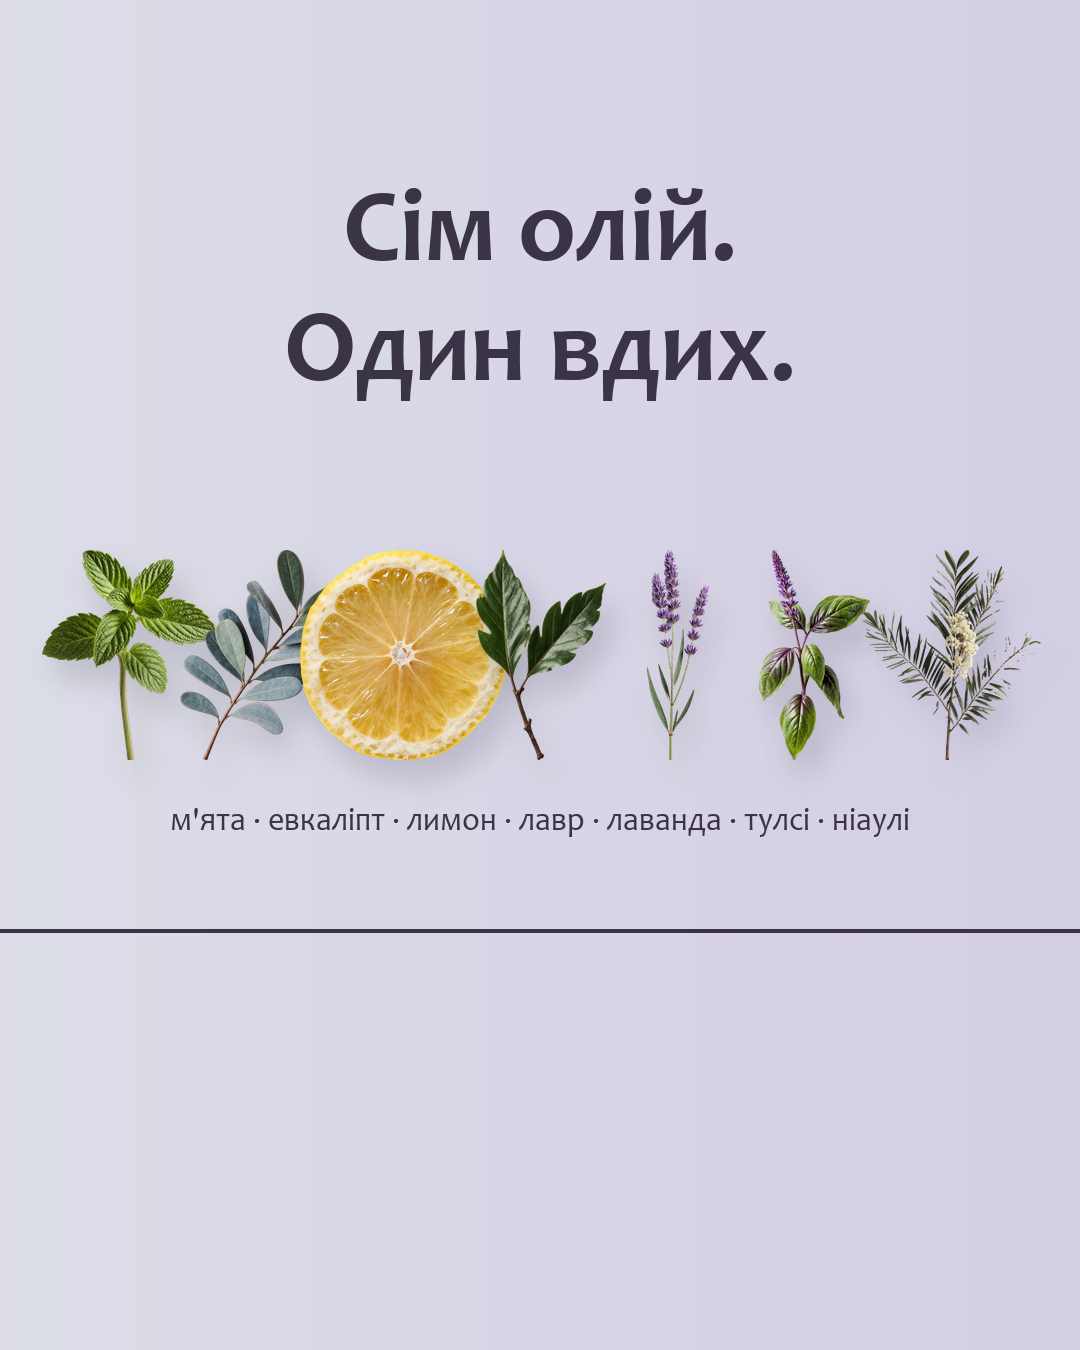 Сім олій.
Один вдих.
м'ята · евкаліпт · лимон · лавр · лаванда · тулсі · ніаулі